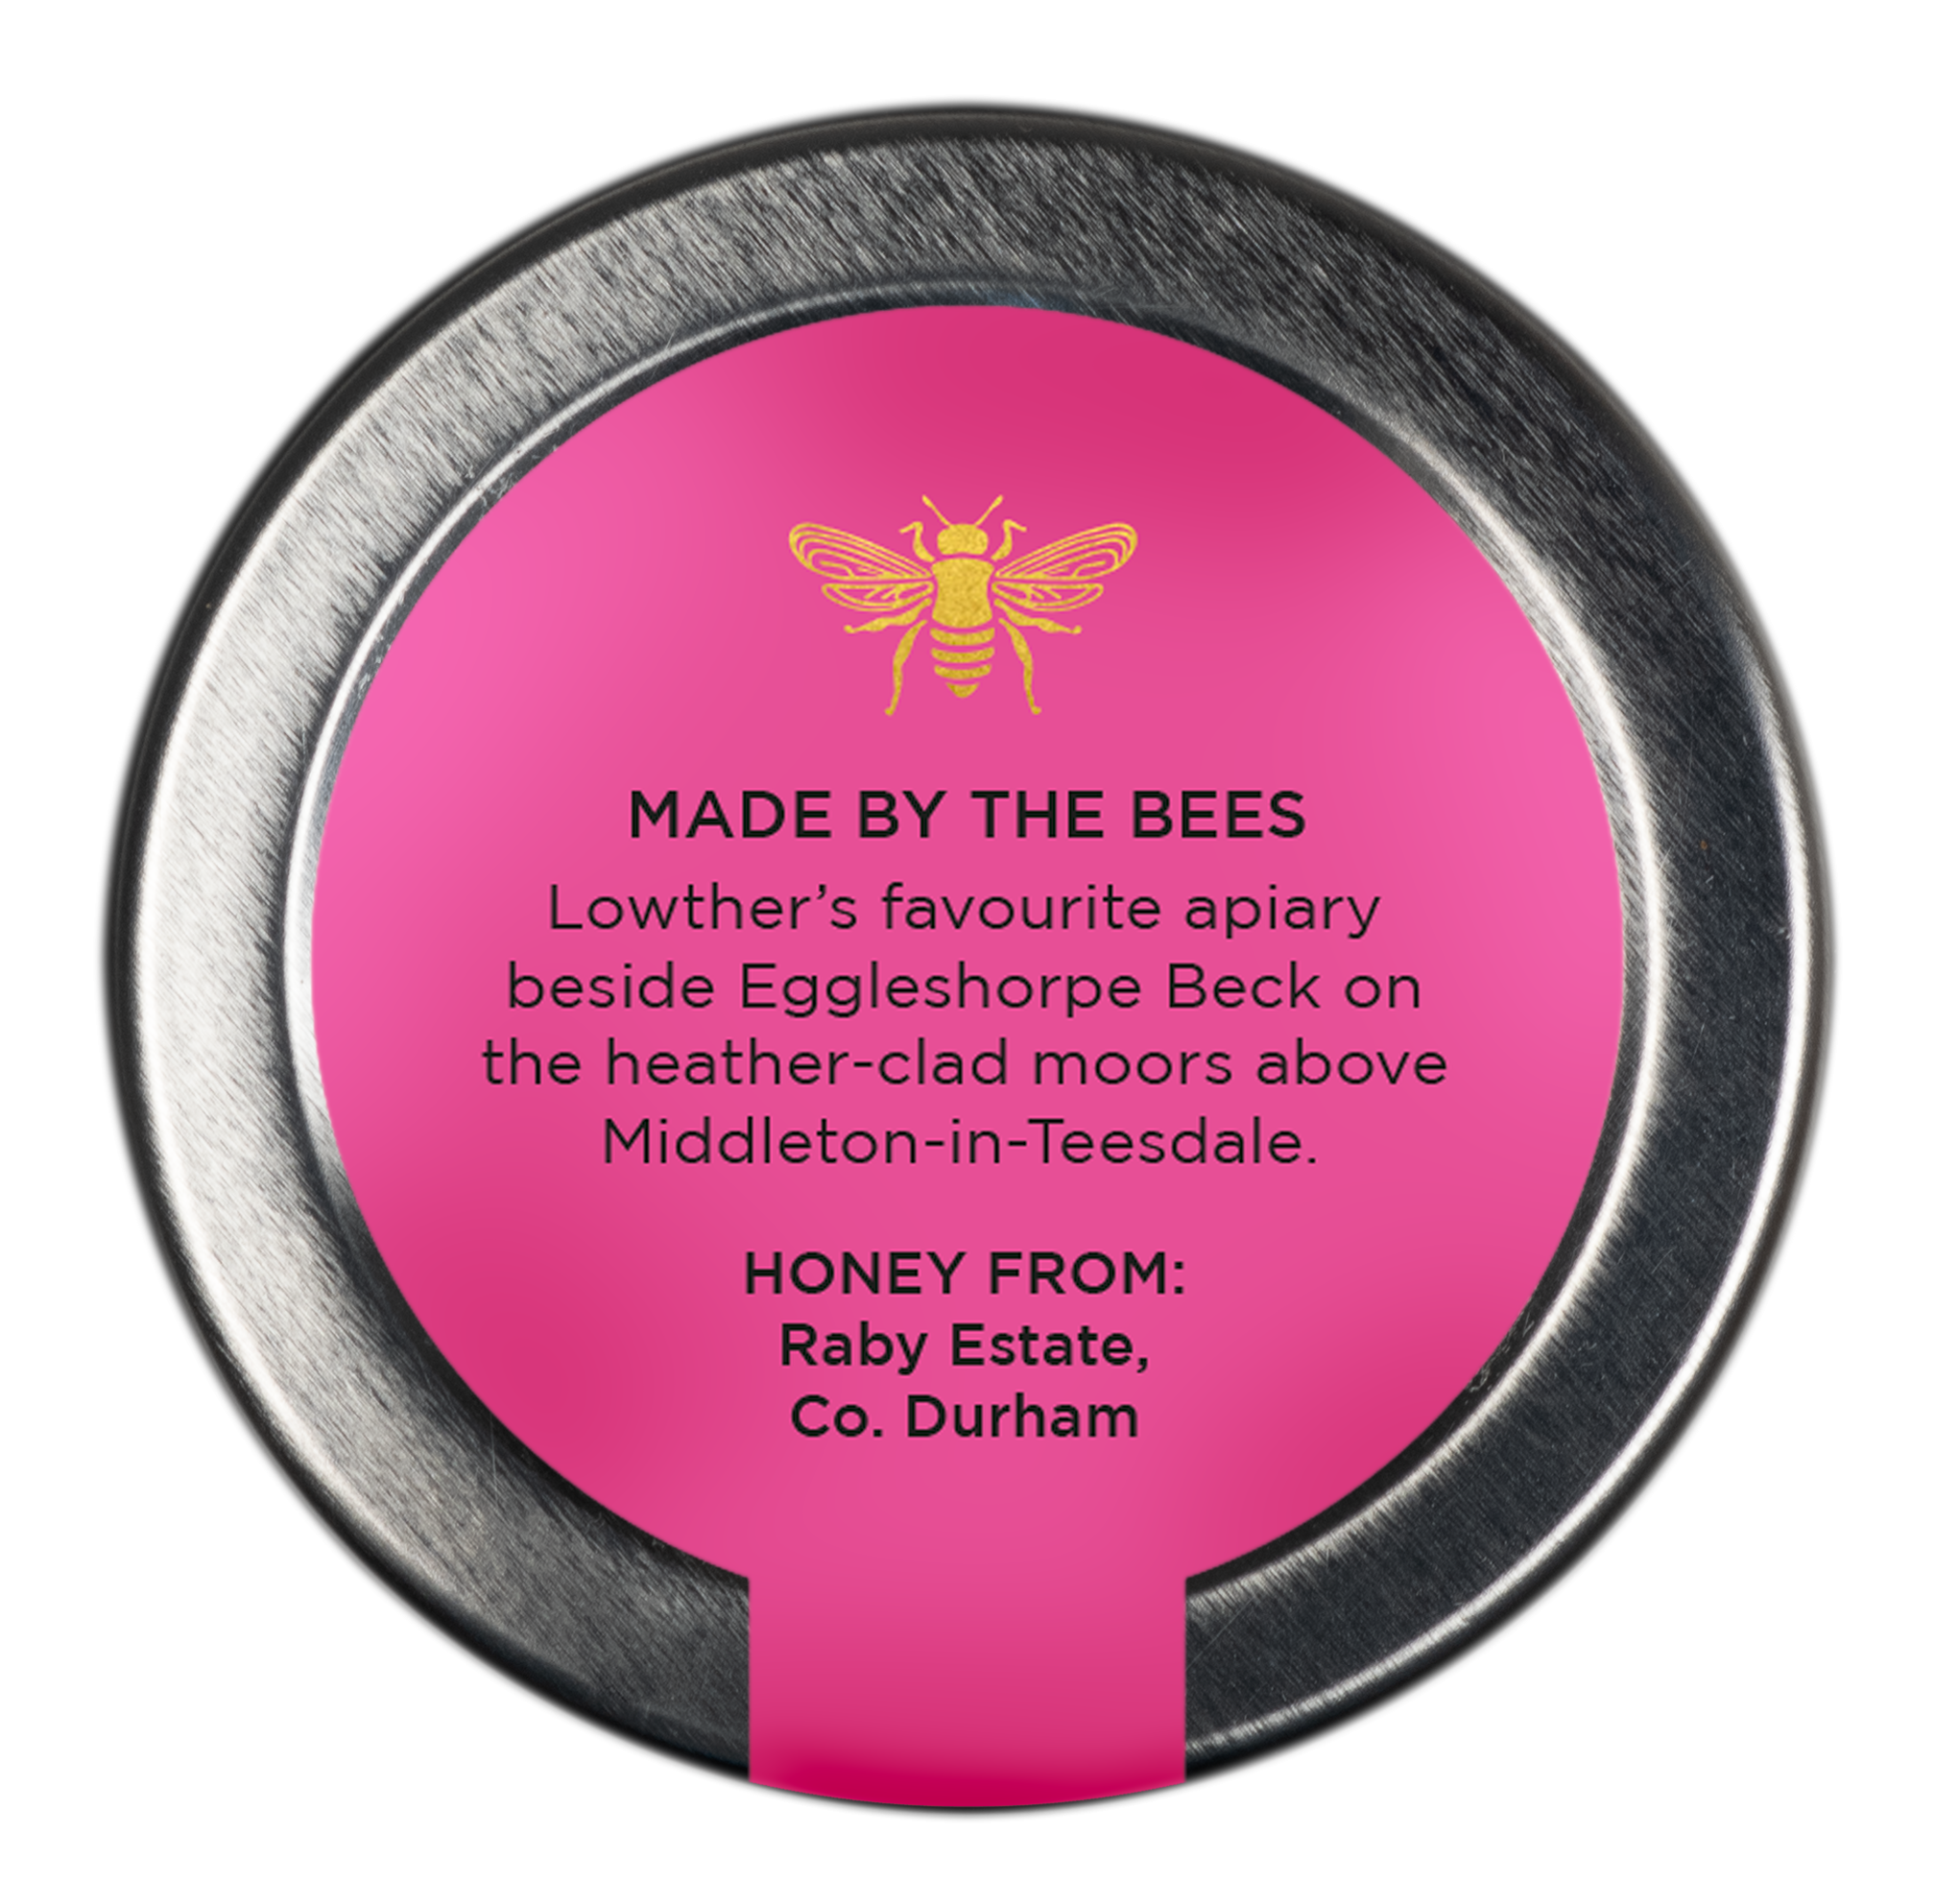 MADE BY THE BEES
Lowther’s favourite apiary
beside Eggleshorpe Beck on
the heather-clad moors above
Middleton-in-Teesdale.
HONEY FROM:
Raby Estate,
Co. Durham